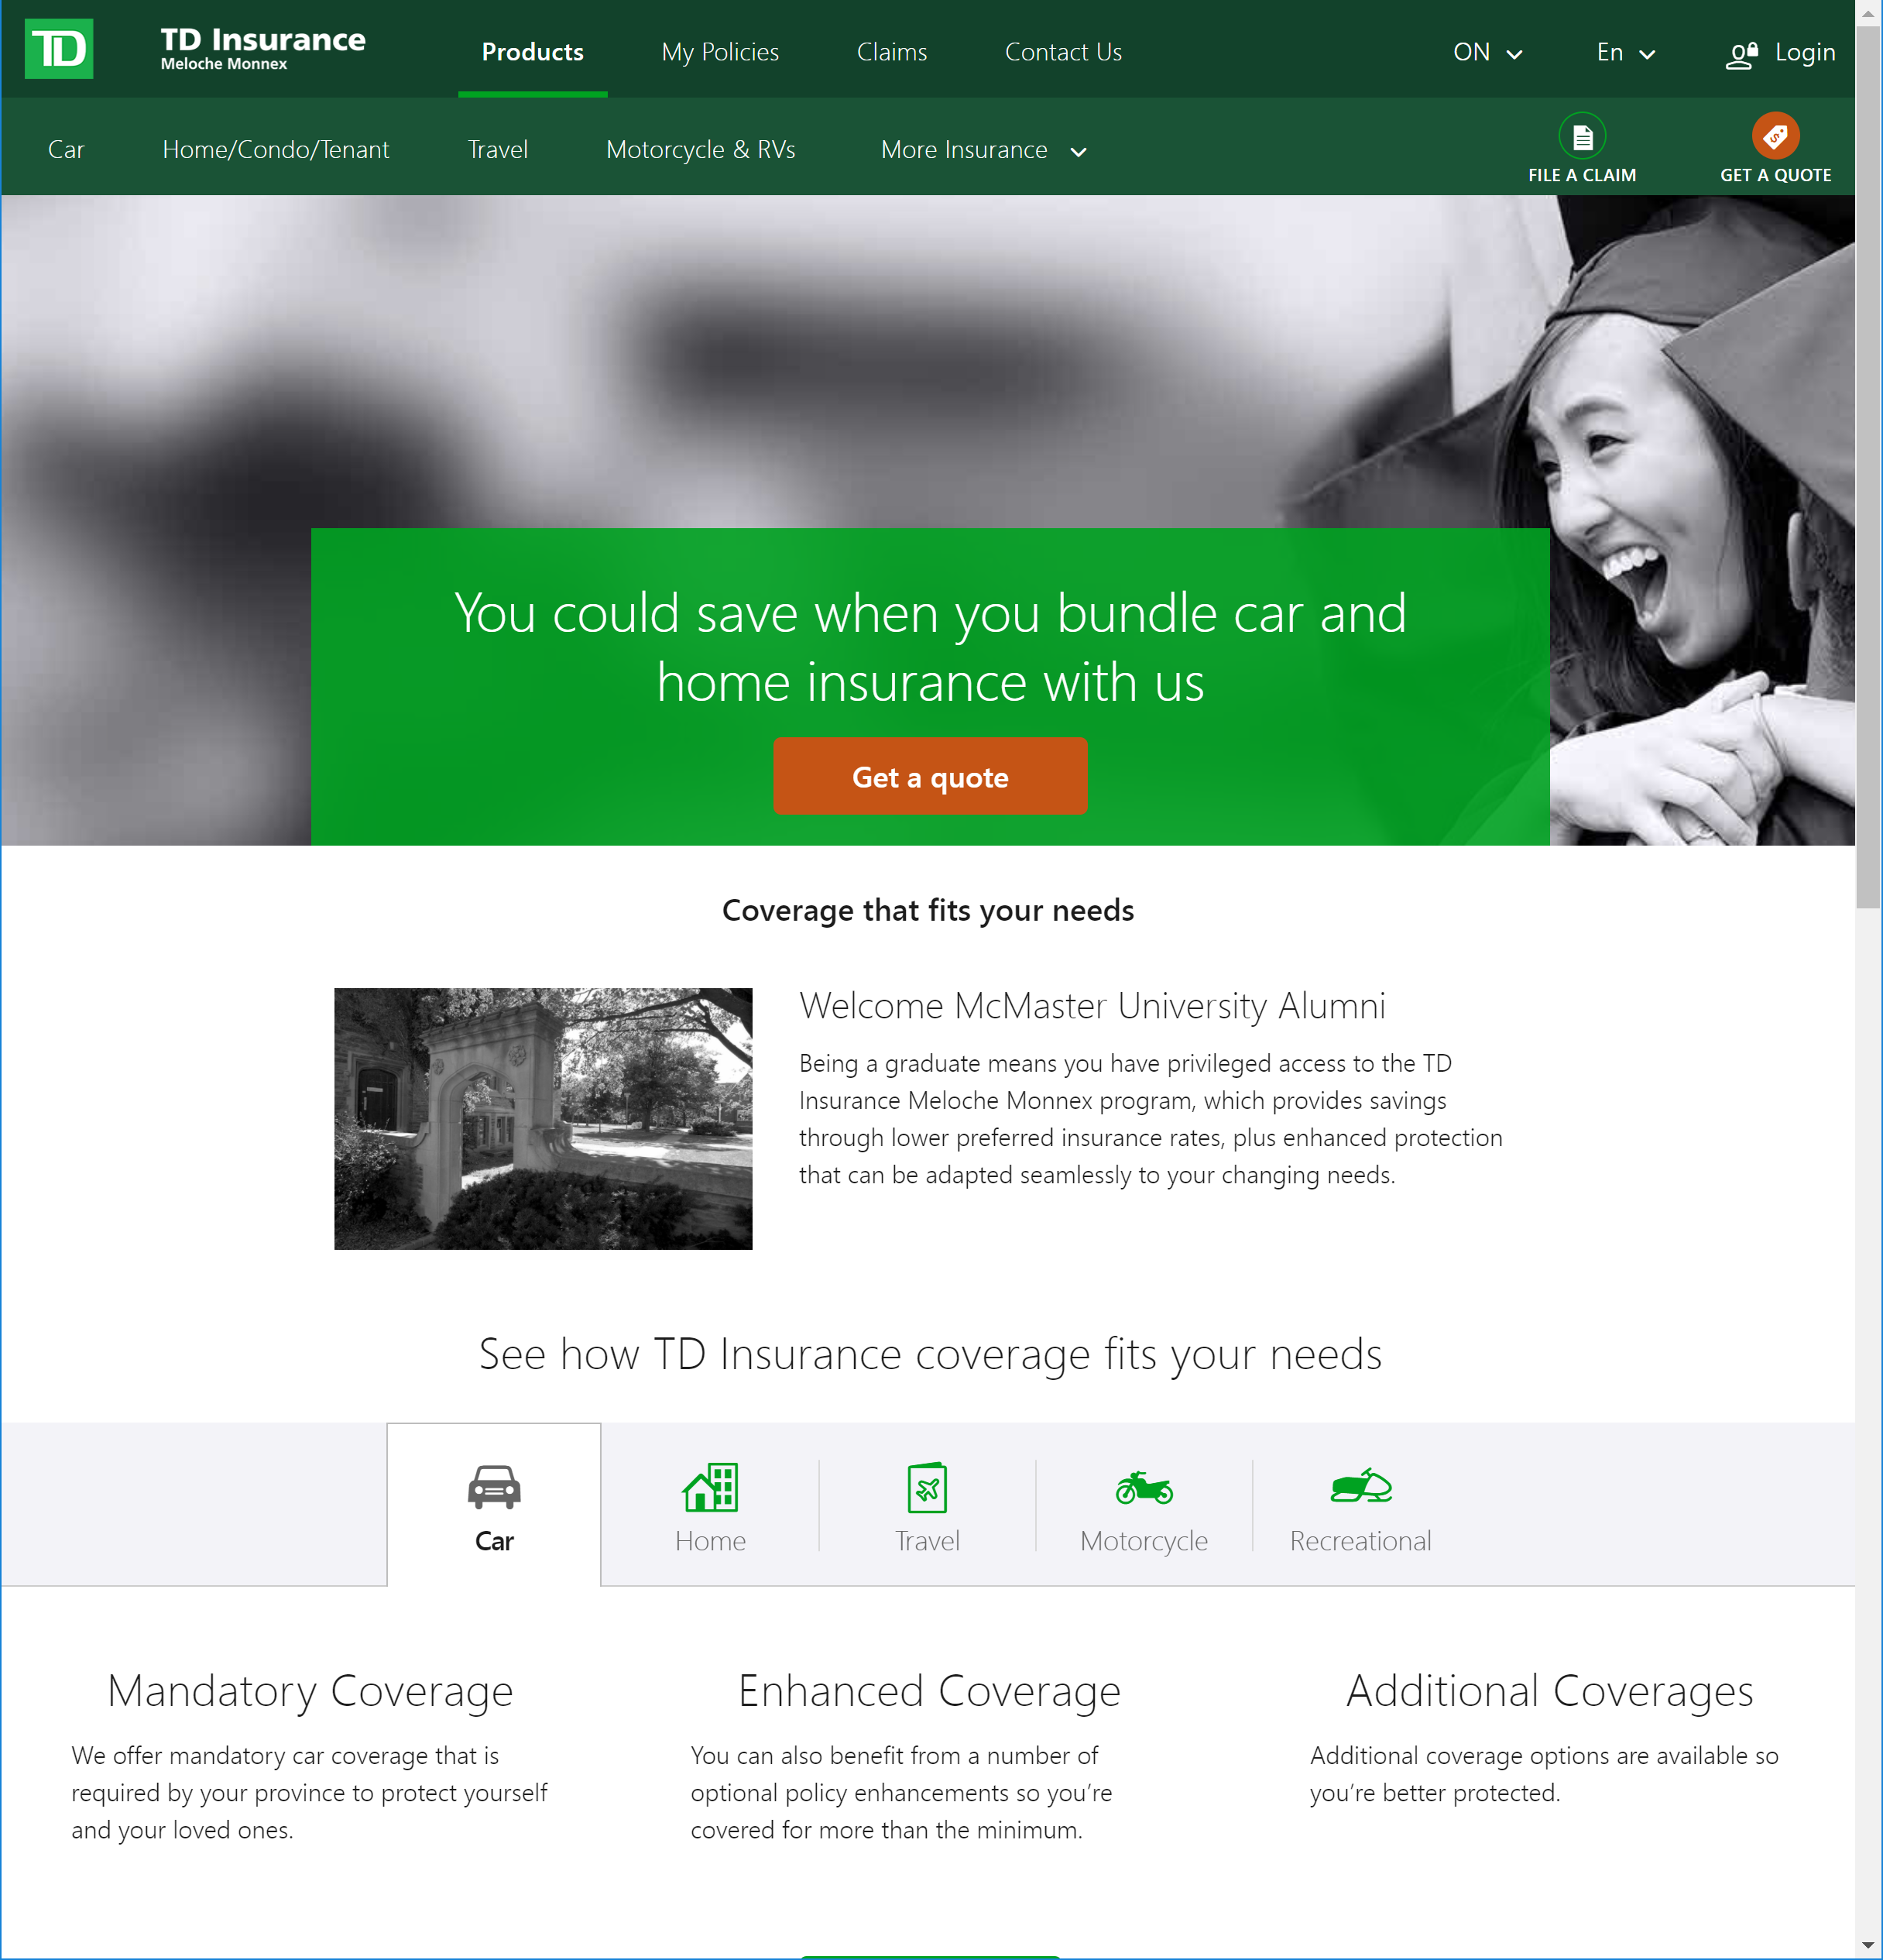 TD
TD Insurance
Meloche Monnex
Products
My Policies
Claims
Contact Us
ON
En
Login
Car
Home/Condo/Tenant
Travel
Motorcycle & RVs
More Insurance
FILE A CLAIM
GET A QUOTE
You could save when you bundle car and
home insurance with us
Get a quote
Coverage that fits your needs
Welcome McMaster University Alumni
Being a graduate means you have privileged access to the TD
Insurance Meloche Monnex program, which provides savings
through lower preferred insurance rates, plus enhanced protection
that can be adapted seamlessly to your changing needs.
See how TD Insurance coverage fits your needs
Car
Home
Travel
Motorcycle
Recreational
Mandatory Coverage
We offer mandatory car coverage that is
required by your province to protect yourself
and your loved ones.
Enhanced Coverage
You can also benefit from a number of
optional policy enhancements so you’re
covered for more than the minimum.
Additional Coverages
Additional coverage options are available so
you’re better protected.